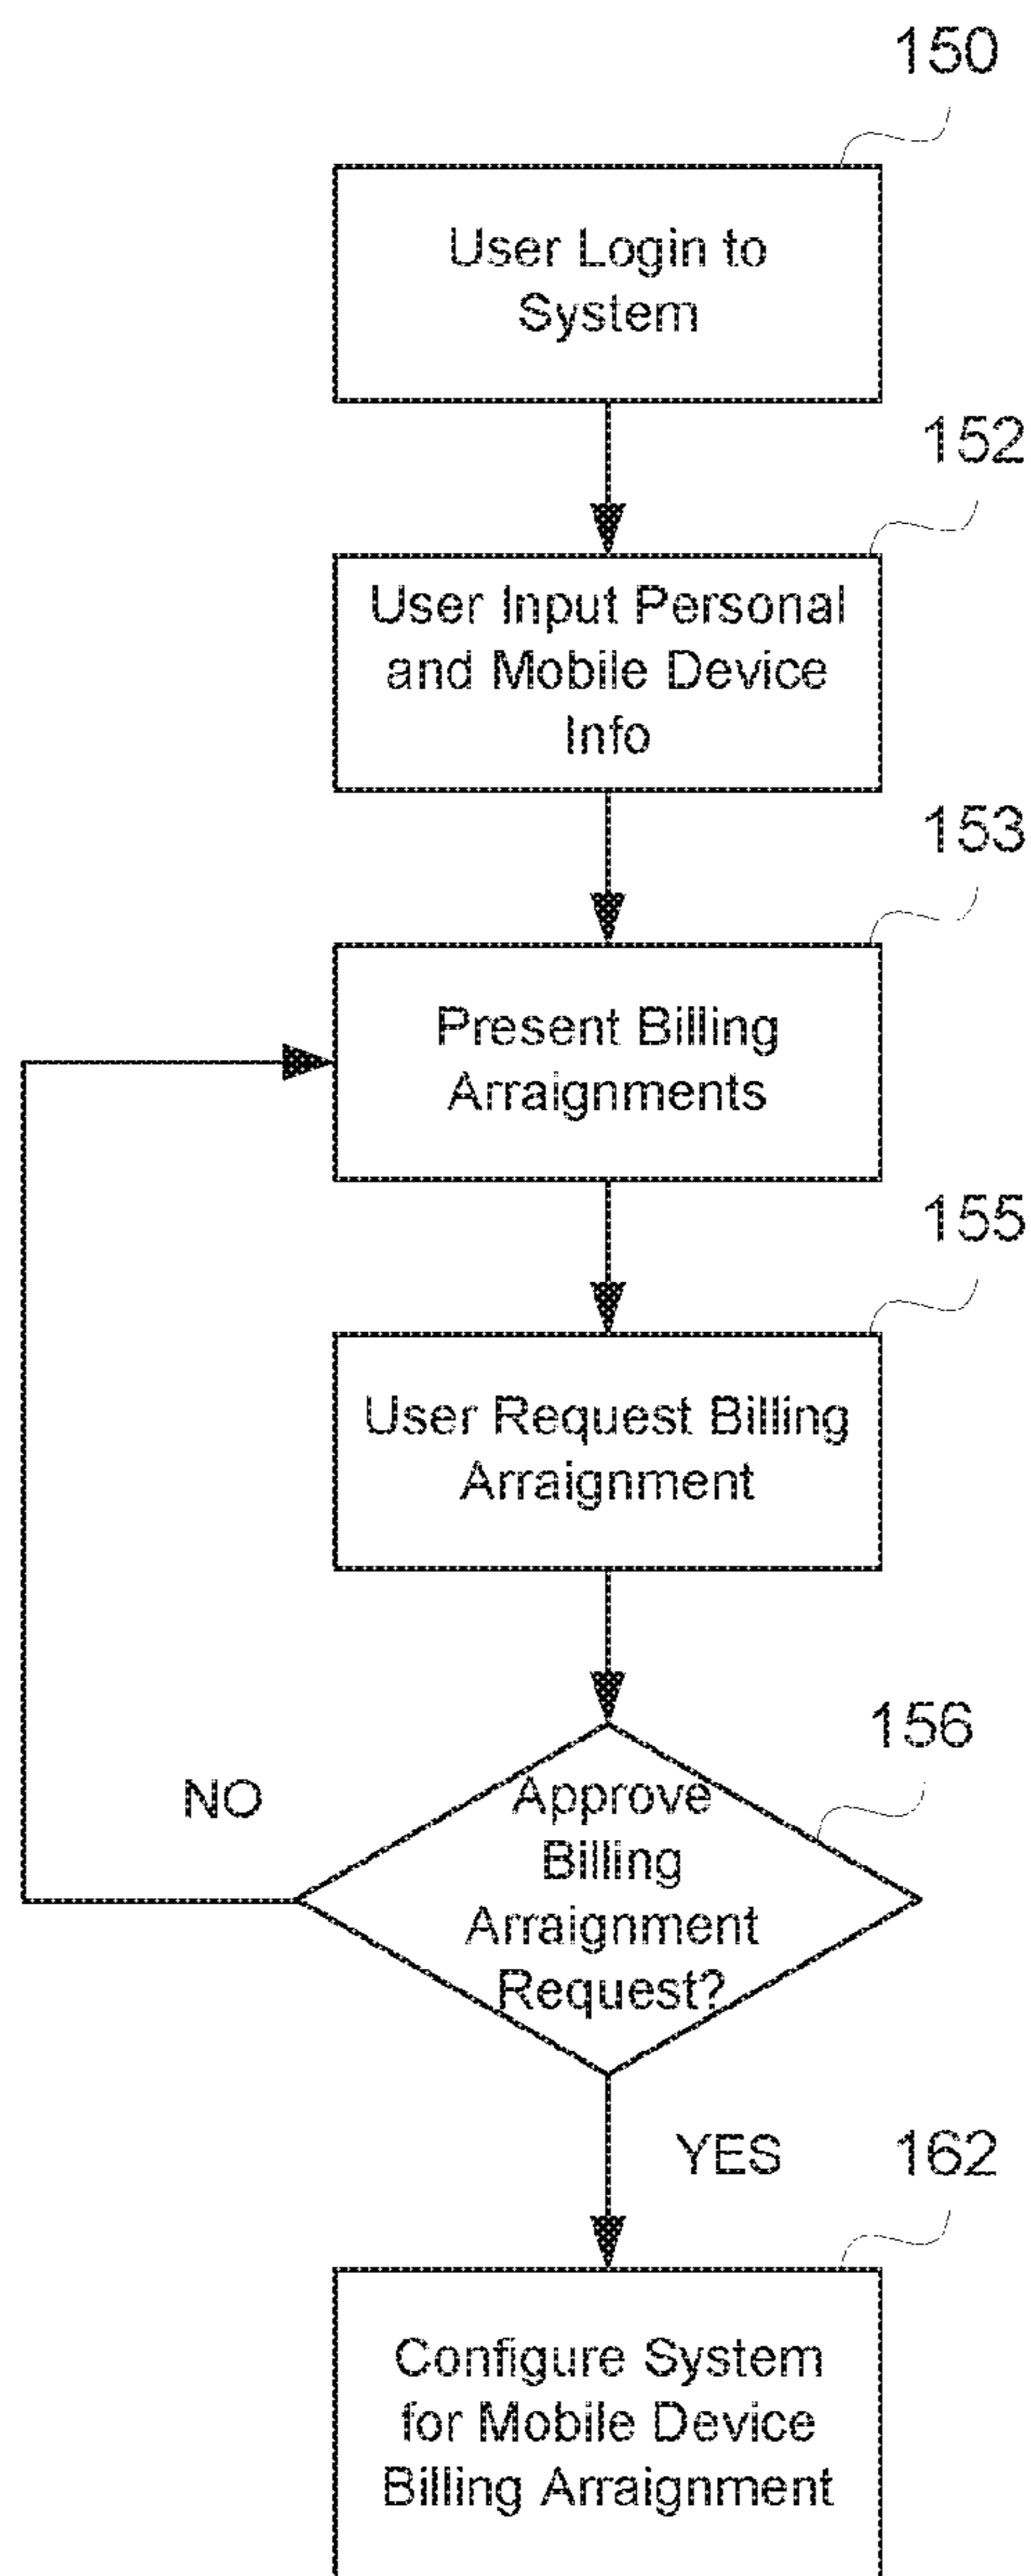 150
User Login to
System
152
User Input Personal
and Mobile Device
Info
153
Present Billing
Arraignments
155
User Request Billing
Arraignment
156
NO
Approve
Billing
Arraignment
Request?
YES
162
Configure System
for Mobile Device
Billing Arraignment